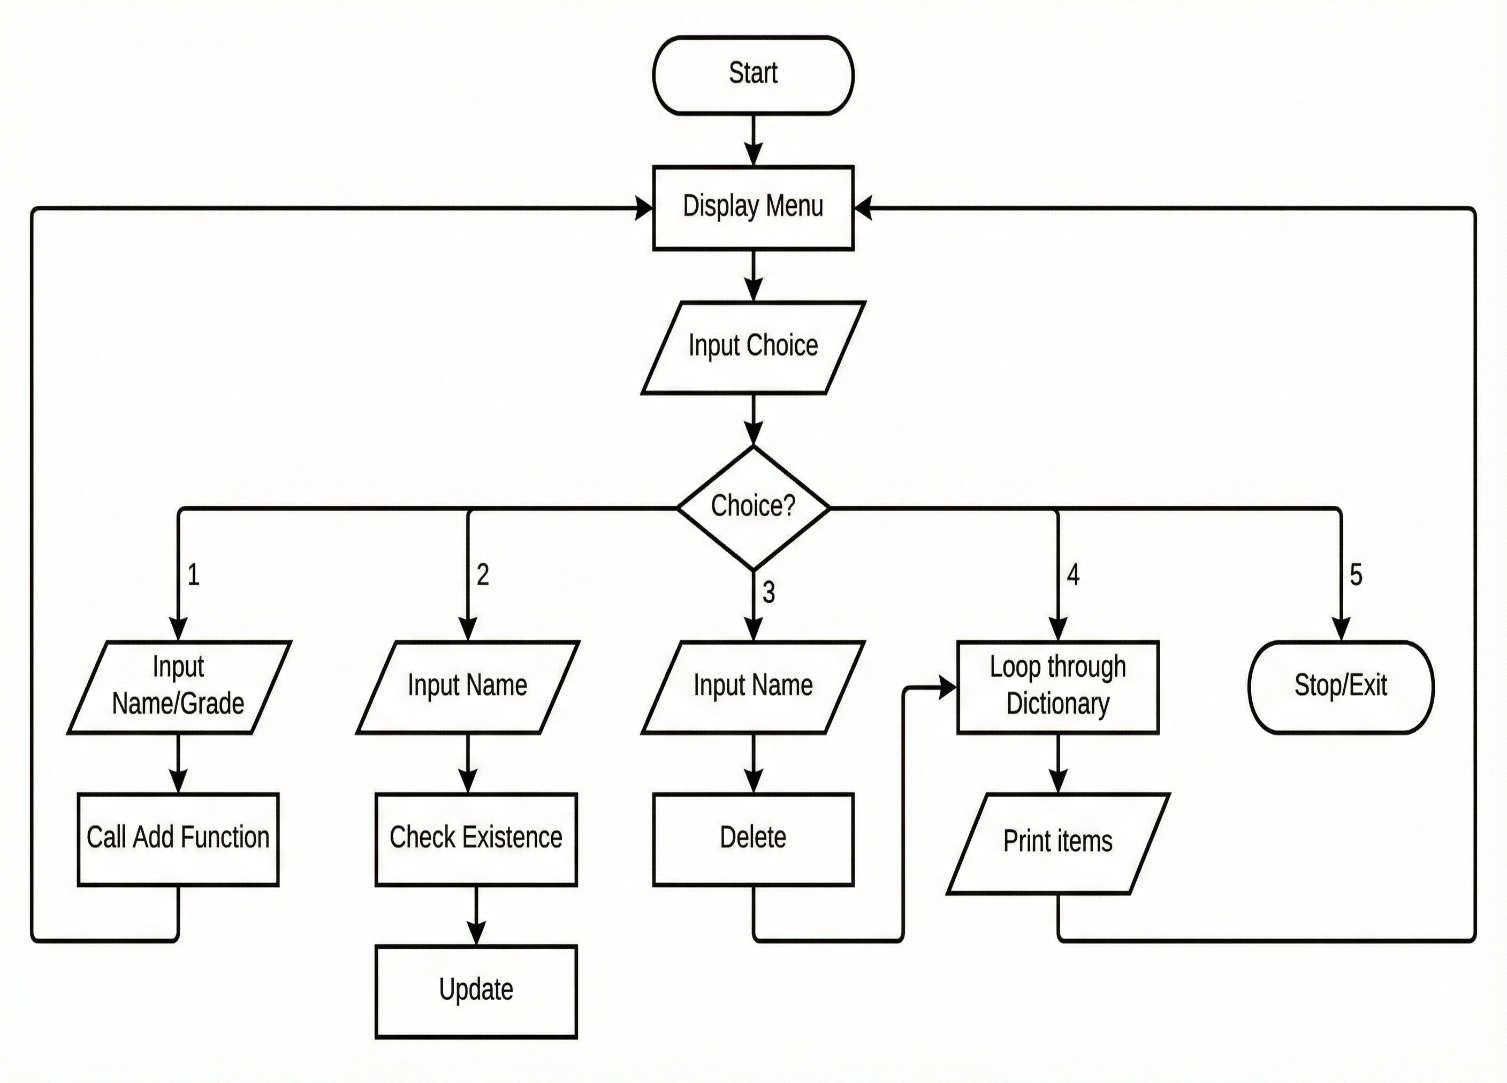 Start
Display Menu
Input Choice
Choice?
1
2
3
4
5
Input
Name/Grade
Input Name
Input Name
Loop through
Dictionary
Stop/Exit
Call Add Function
Check Existence
Delete
Print items
Update